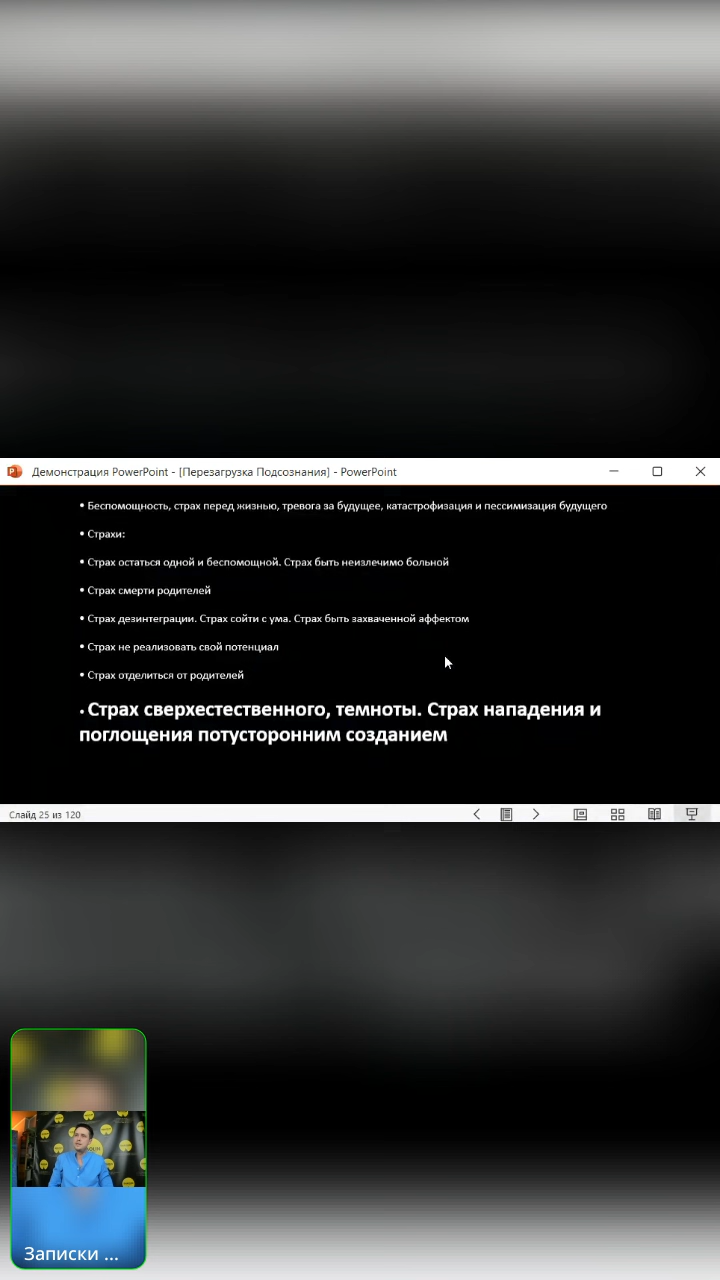 Демонстрация PowerPoint - [Перезагрузка Подсознания] - PowerPoint
• Беспомощность, страх перед жизнью, тревога за будущее, катастрофизация и пессимизация будущего
• Страхи:
• Страх остаться одной и беспомощной. Страх быть неизлечимо больной
• Страх смерти родителей
• Страх дезинтеграции. Страх сойти с ума. Страх быть захваченной аффектом
• Страх не реализовать свой потенциал
• Страх отделиться от родителей
• Страх сверхестественного, темноты. Страх нападения и
поглощения потусторонним созданием
Слайд 25 из 120
Записки ...